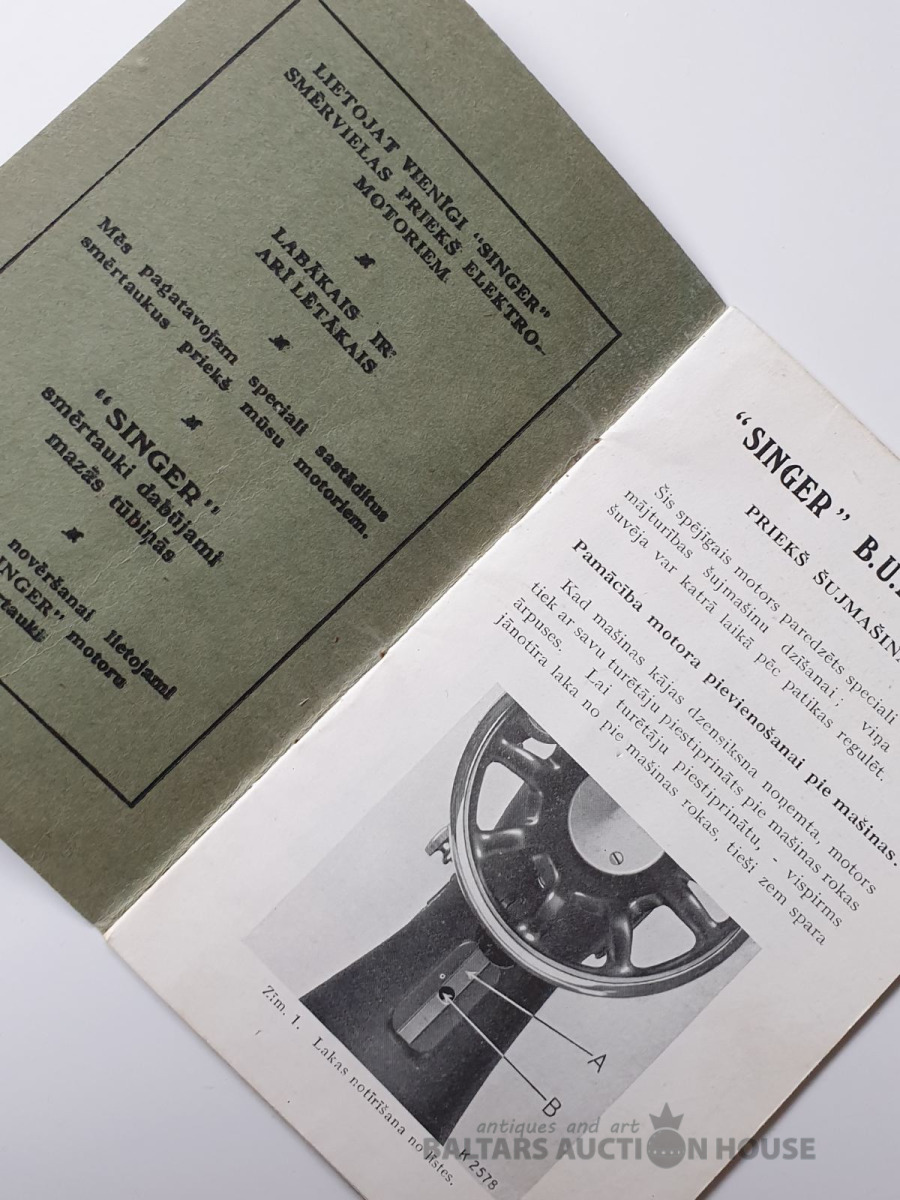 LIETOJAT VIENĪGI “SINGER”
SMĒRVIELAS PRIEKŠ ELEKTRO-
MOTORIEM.
LABĀKAIS IR
ARI LĒTĀKAIS
Mēs pagatavojam speciali sastādītus
smērtaukus priekš mūsu motoriem.
“SINGER”
smērtauki dabūjami
mazās tūbiņās
novēršanai lietojami
motoru
“SINGER” B.U.
PRIEKŠ ŠUJMAŠINA
Šis spējīgais motors paredzēts speciali
mājturības šujmašinu dzīšanai; viņa
šuvēja var katrā laikā pēc patikas regulēt.
Pamācība motora pievienošanai pie mašinas.
Kad mašinas kājas dzensiksna noņemta, motors
tiek ar savu turētāju piestiprināts pie mašinas rokas
ārpuses. Lai turētāju piestiprinātu, - vispirms
jānotīra laka no pie mašinas rokas, tieši zem spara
A
B
K 2578
Zīm. 1. Lakas notīrīšana no līstes.
antiques and art
BALTARS AUCTION HOUSE